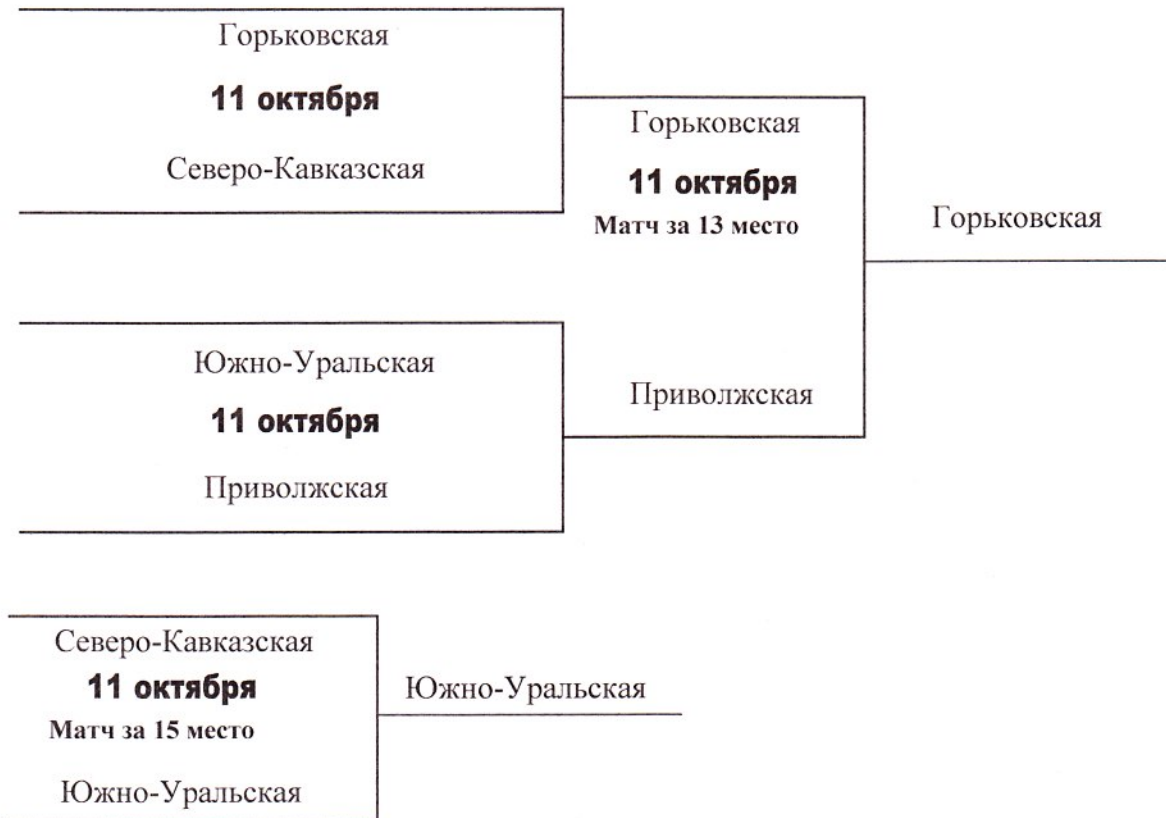 Горьковская
11 октября
Северо-Кавказская
Горьковская
11 октября
Матч за 13 место
Горьковская
Южно-Уральская
11 октября
Приволжская
Приволжская
Северо-Кавказская
11 октября
Матч за 15 место
Южно-Уральская
Южно-Уральская